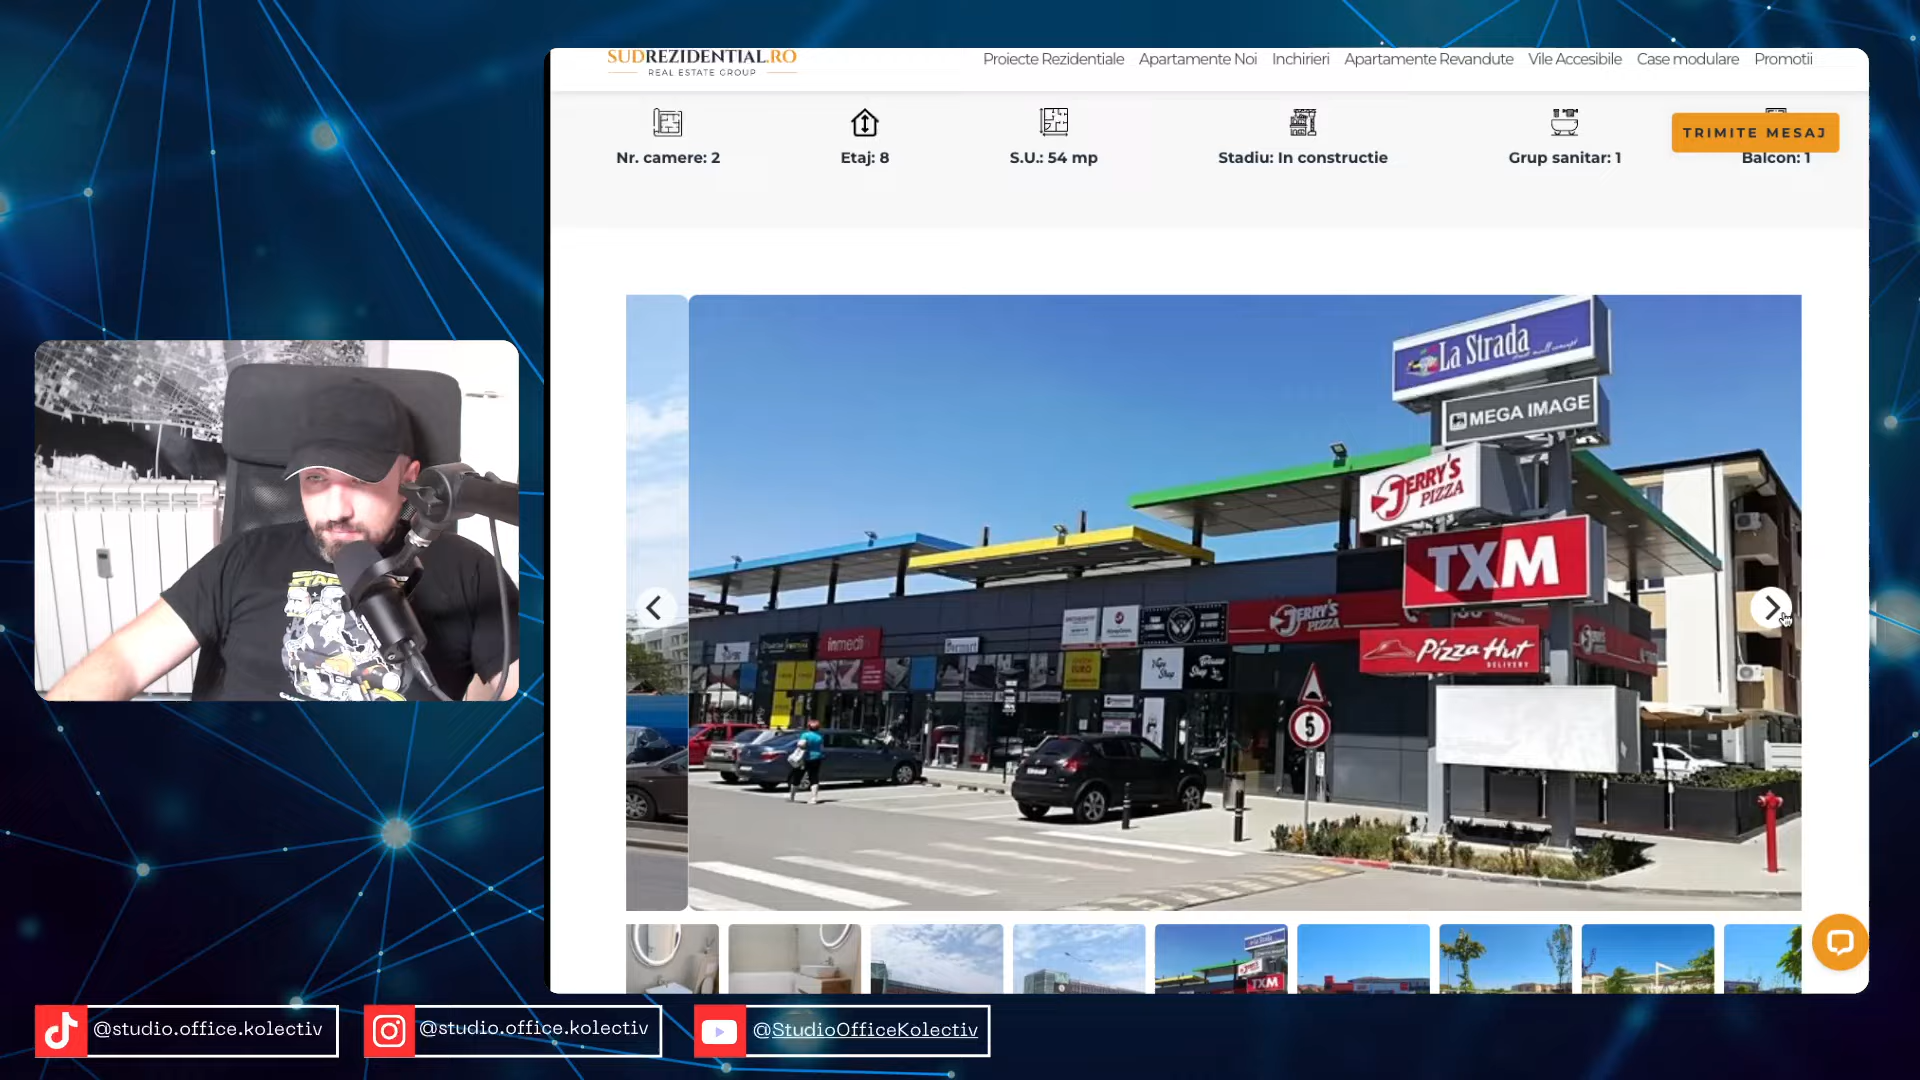 SUDREZIDENTIAL.RO
REAL ESTATE GROUP
Proiecte Rezidentiale Apartamente Noi Inchirieri Apartamente Revandute Vile Accesibile Case modulare Promotii
TRIMITE MESAJ
Nr. camere: 2 Etaj: 8 S.U.: 54 mp Stadiu: In constructie Grup sanitar: 1 Balcon: 1
La Strada
MEGA IMAGE
JERRY'S
PIZZA
TXM
JERRY'S
PIZZA
inmedi
Pizza Hut
DELIVERY
5
TXM
@studio.office.kolectiv
@studio.office.kolectiv
@StudioOfficeKolectiv